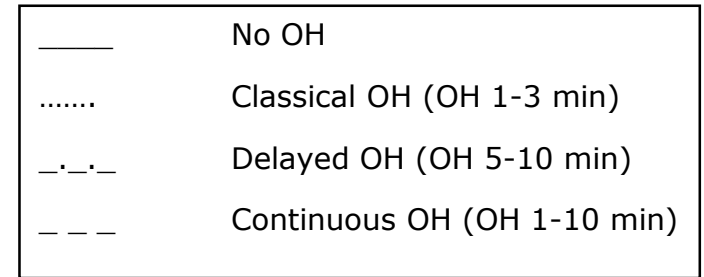 ____ No OH
....... Classical OH (OH 1-3 min)
_._._ Delayed OH (OH 5-10 min)
_ _ _ Continuous OH (OH 1-10 min)